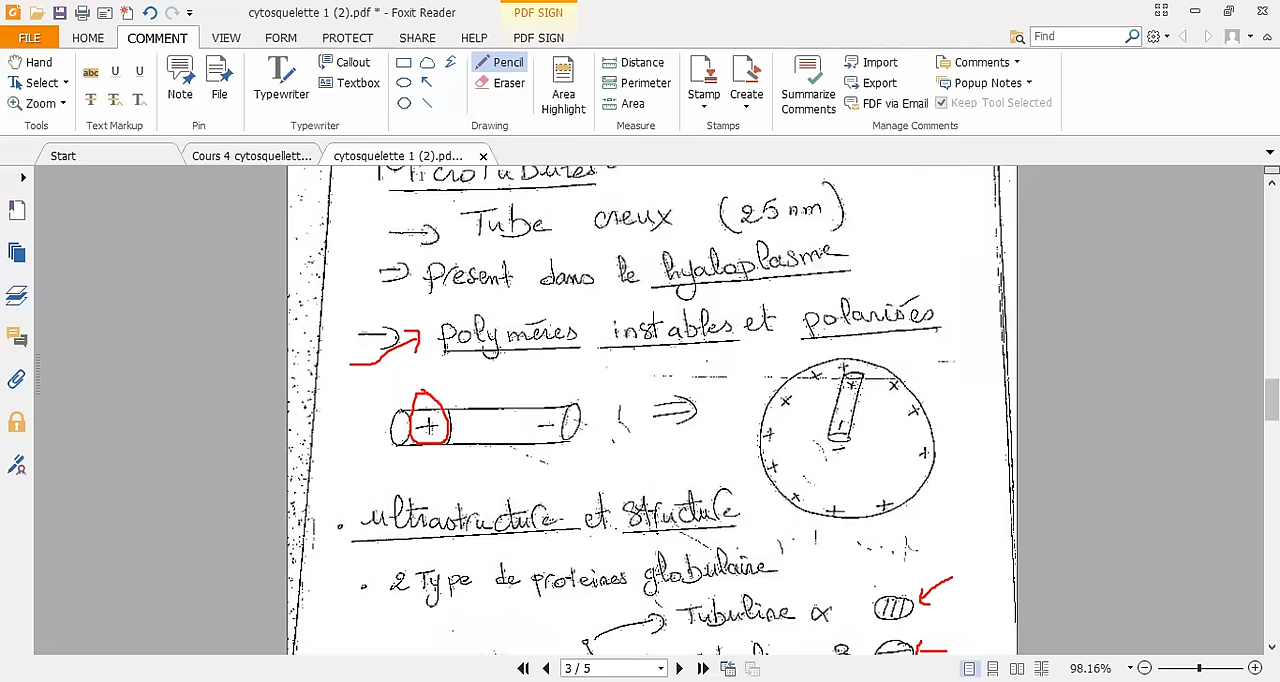 cytosquelette 1 (2).pdf * - Foxit Reader
PDF SIGN
FILE HOME COMMENT VIEW FORM PROTECT SHARE HELP PDF SIGN
Find
Hand
Select
Zoom
Tools
abc U U
T T T
Text Markup
Note
File
Pin
Typewriter
Callout
Textbox
Typewriter
Pencil
Eraser
Drawing
Area Highlight
Distance
Perimeter
Area
Measure
Stamp
Create
Stamps
Summarize Comments
Import
Export
FDF via Email
Comments
Popup Notes
Keep Tool Selected
Manage Comments
Start
Cours 4 cytosquellett...
cytosquelette 1 (2).pd...
Microtubules
→ Tube creux (25 nm)
→ présent dans le hyaloplasme
→ polymères instables et polarisés
+ -
⇒
+ + × × + + + + × + + × -
. ultrastructure et structure
. 2 Type de proteines globulaire
→ Tubuline α
3 / 5
98.16%